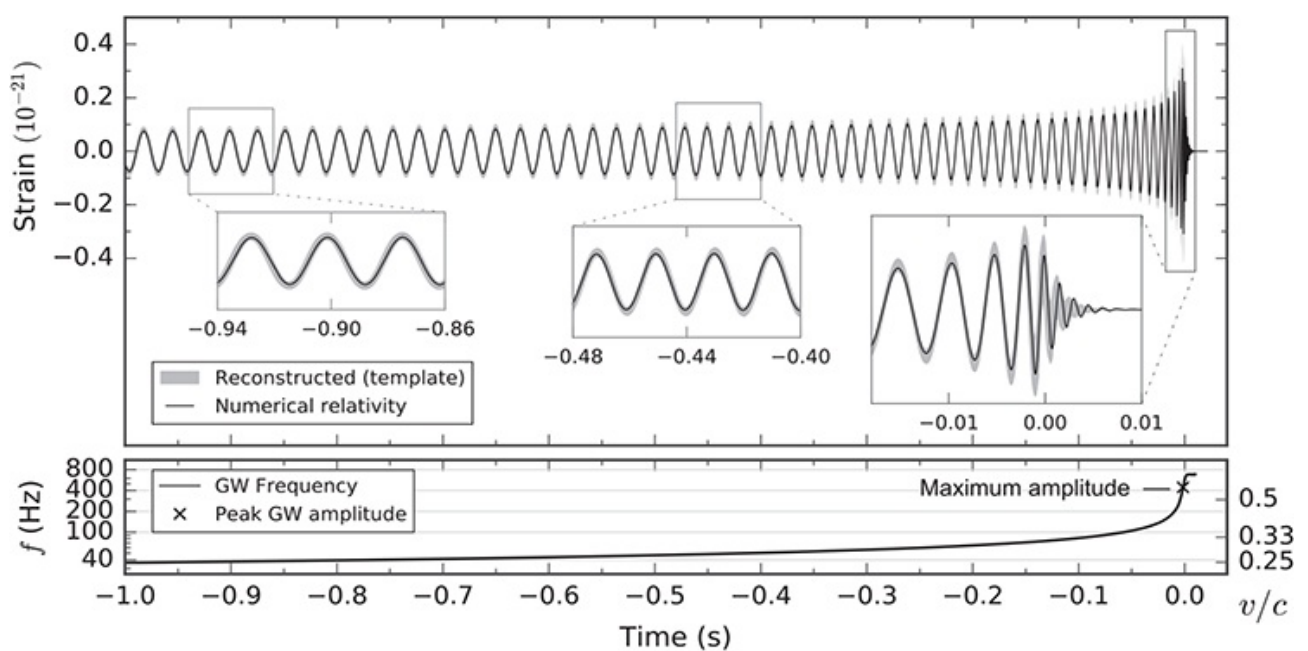 Strain (10⁻²¹)
0.4
0.2
0.0
−0.2
−0.4
−0.94 −0.90 −0.86
−0.48 −0.44 −0.40
−0.01 0.00 0.01
Reconstructed (template)
Numerical relativity
f (Hz)
800
400
200
100
40
GW Frequency
Peak GW amplitude
Maximum amplitude
0.5
0.33
0.25
−1.0 −0.9 −0.8 −0.7 −0.6 −0.5 −0.4 −0.3 −0.2 −0.1 0.0
v/c
Time (s)